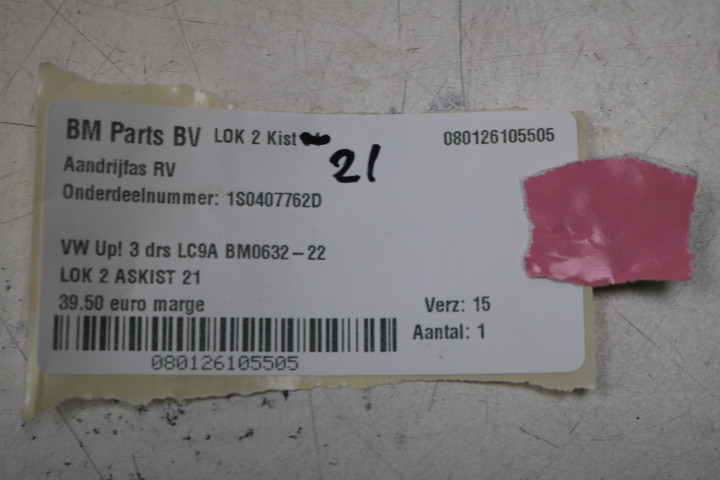 BM Parts BV LOK 2 Kist 21 080126105505
Aandrijfas RV
Onderdeelnummer: 1S0407762D
VW Up! 3 drs LC9A BM0632-22
LOK 2 ASKIST 21
39.50 euro marge Verz: 15
Aantal: 1
080126105505